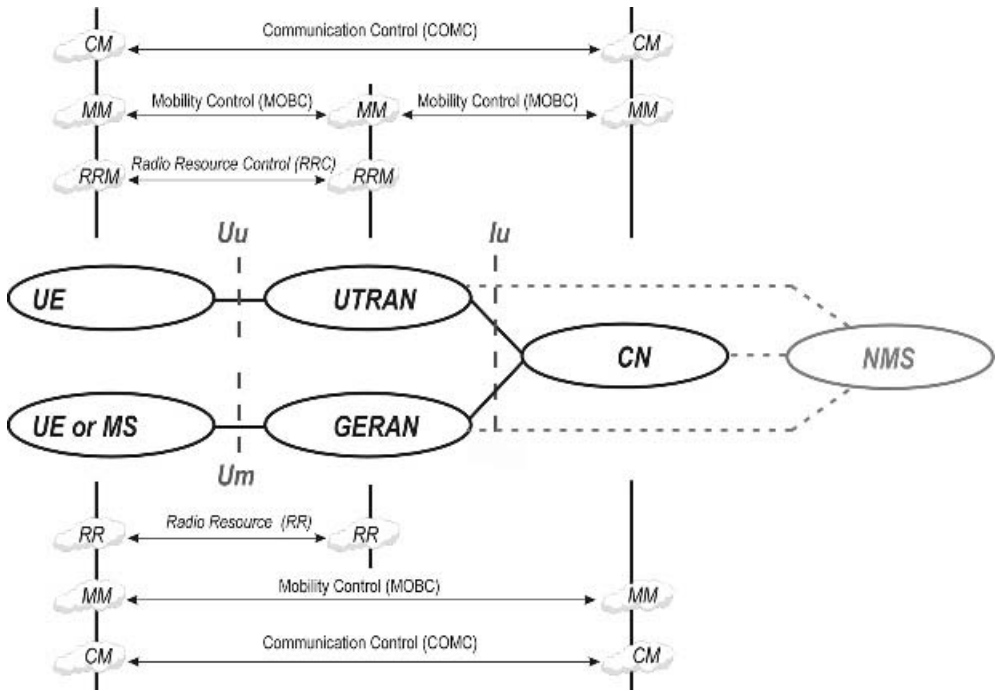 Communication Control (COMC)
CM
CM
Mobility Control (MOBC)
Mobility Control (MOBC)
MM
MM
MM
Radio Resource Control (RRC)
RRM
RRM
Uu
Iu
UE
UTRAN
CN
NMS
UE or MS
GERAN
Um
Radio Resource (RR)
RR
RR
Mobility Control (MOBC)
MM
MM
Communication Control (COMC)
CM
CM